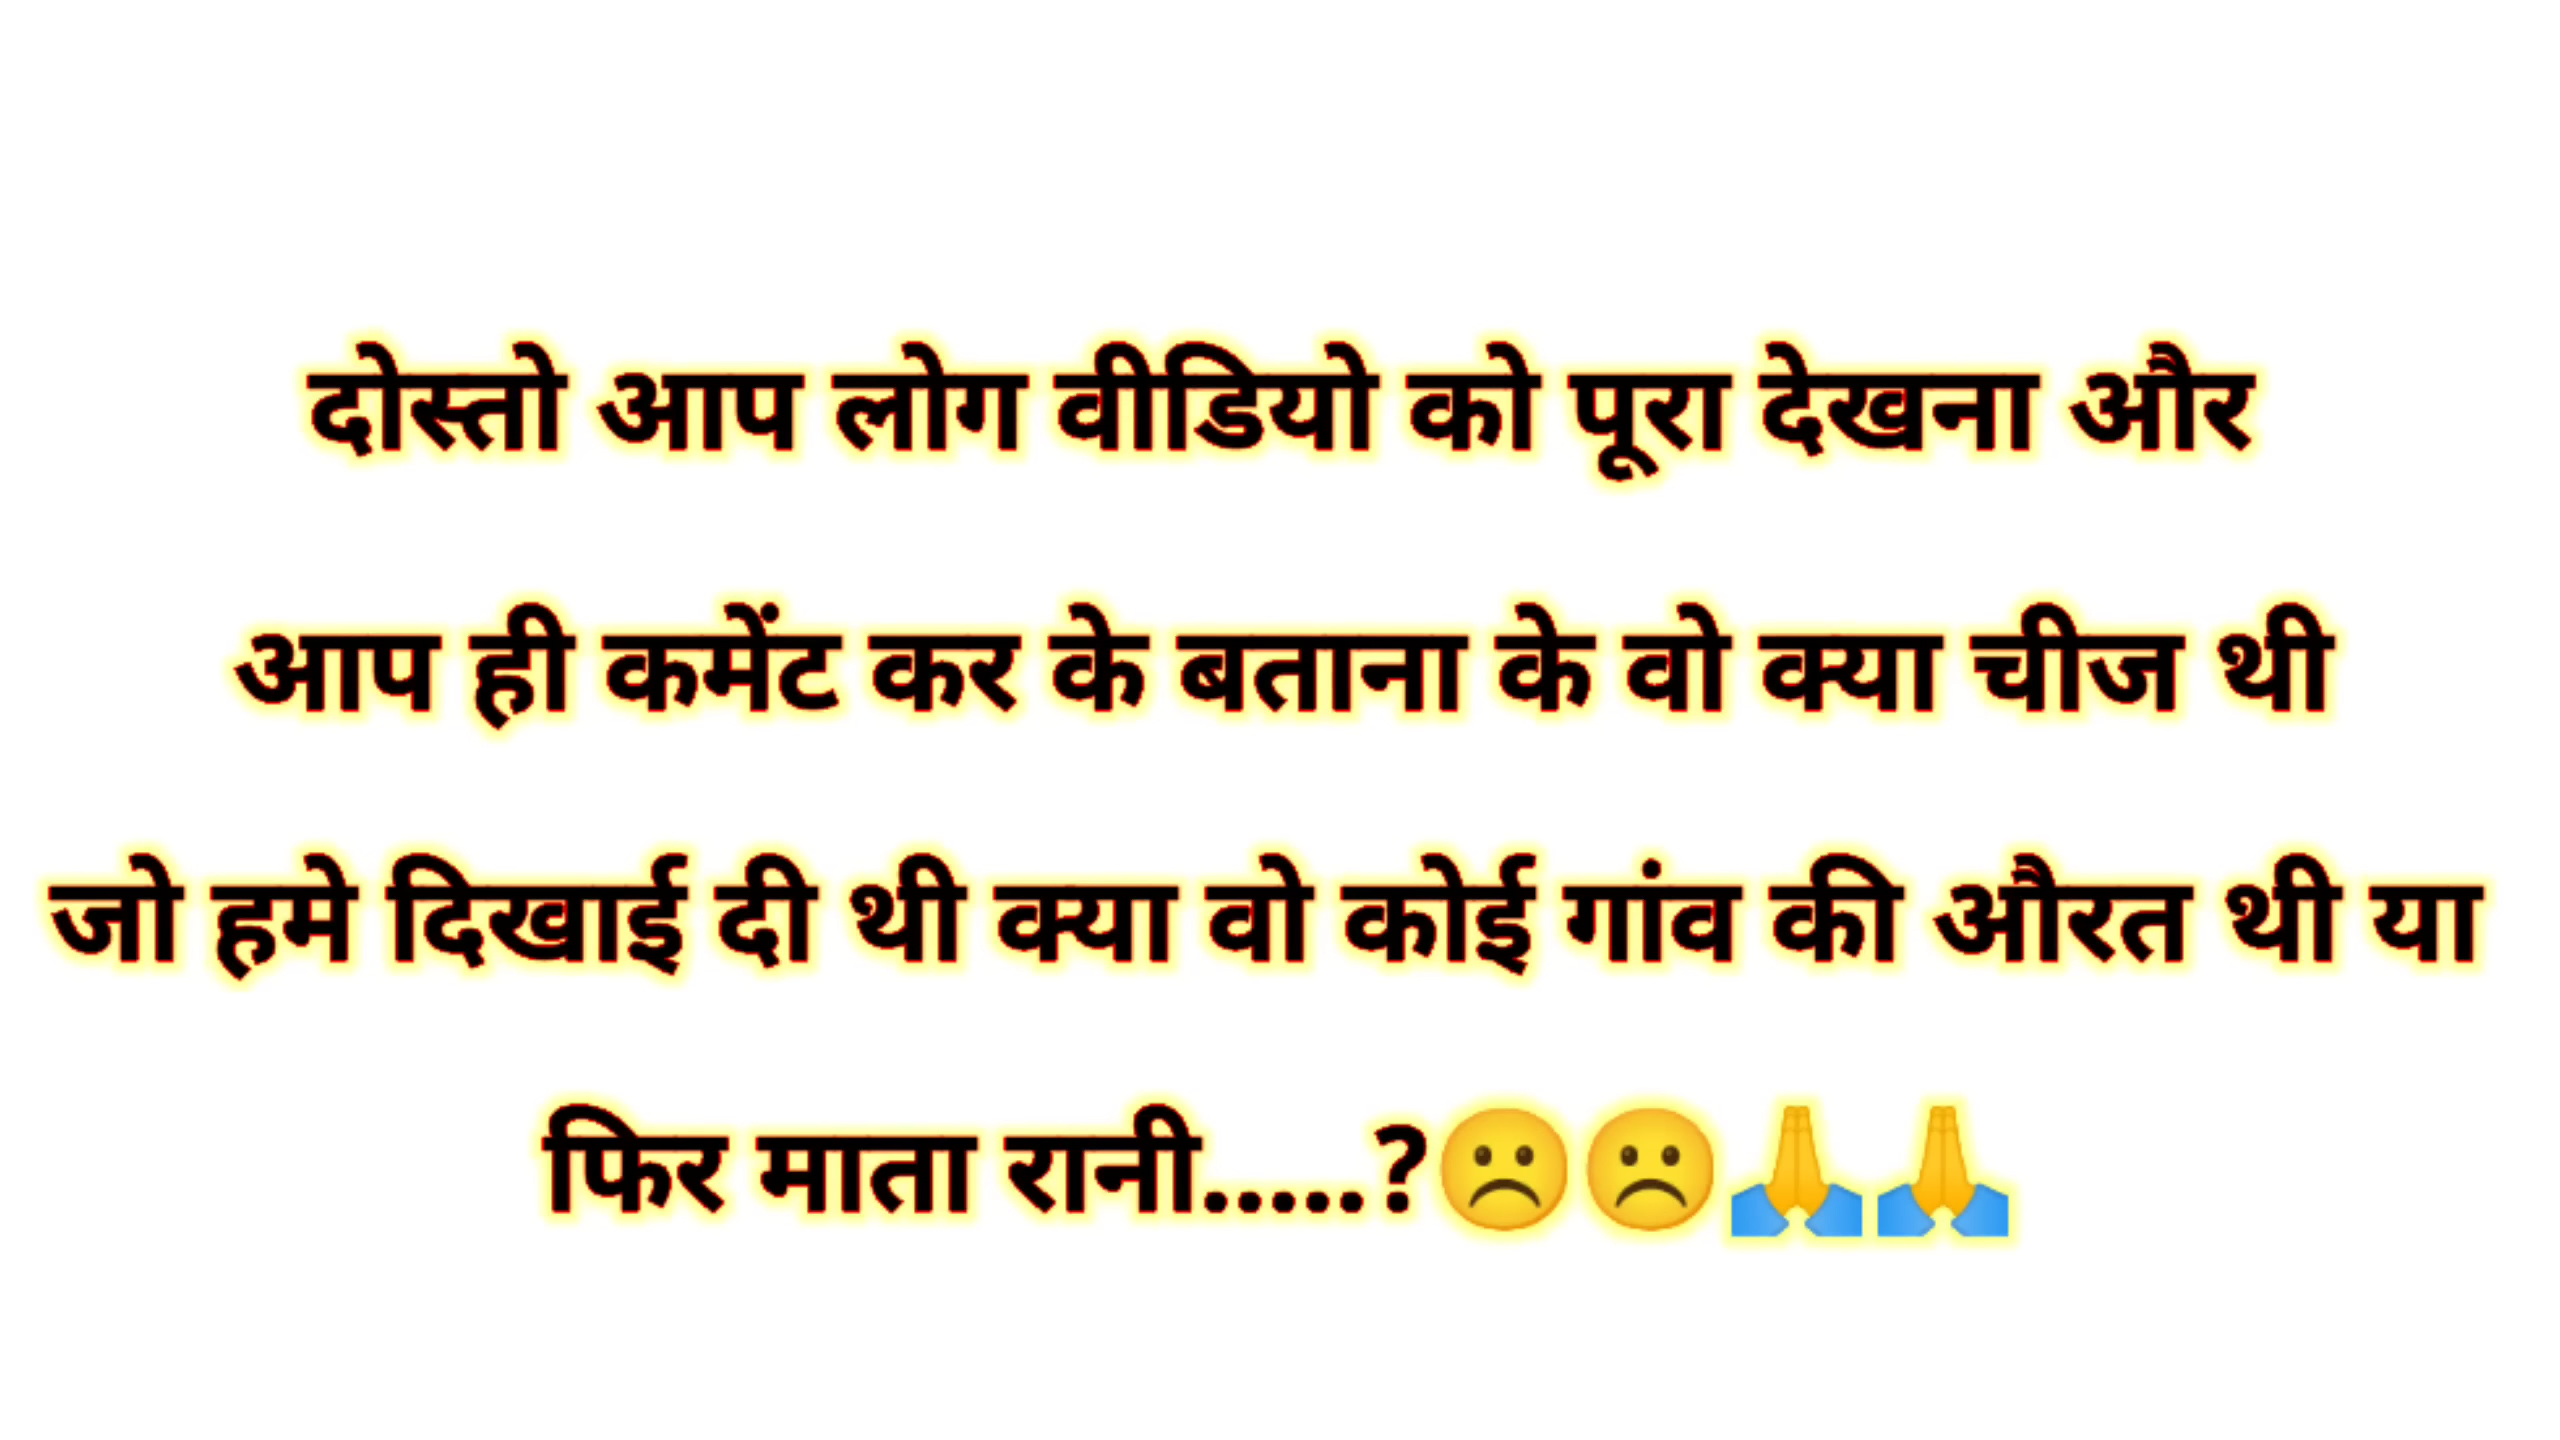 दोस्तो आप लोग वीडियो को पूरा देखना और
आप ही कमेंट कर के बताना के वो क्या चीज थी
जो हमे दिखाई दी थी क्या वो कोई गांव की औरत थी या
फिर माता रानी.....?☹️☹️🙏🙏